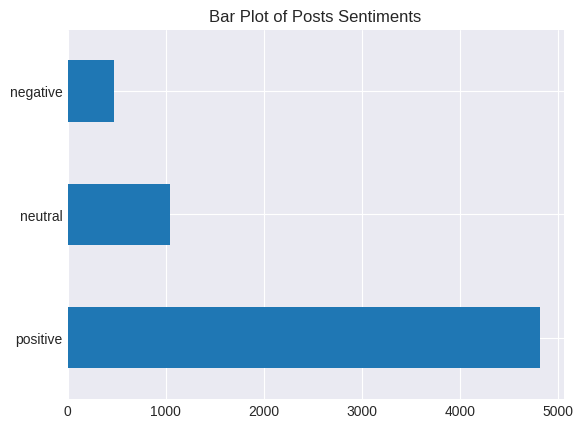 Bar Plot of Posts Sentiments
negative
neutral
positive
0 1000 2000 3000 4000 5000